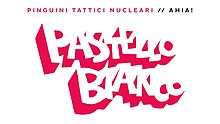 PINGUINI TATTICI NUCLEARI // AHIA!
PASTELLO
BIANCO